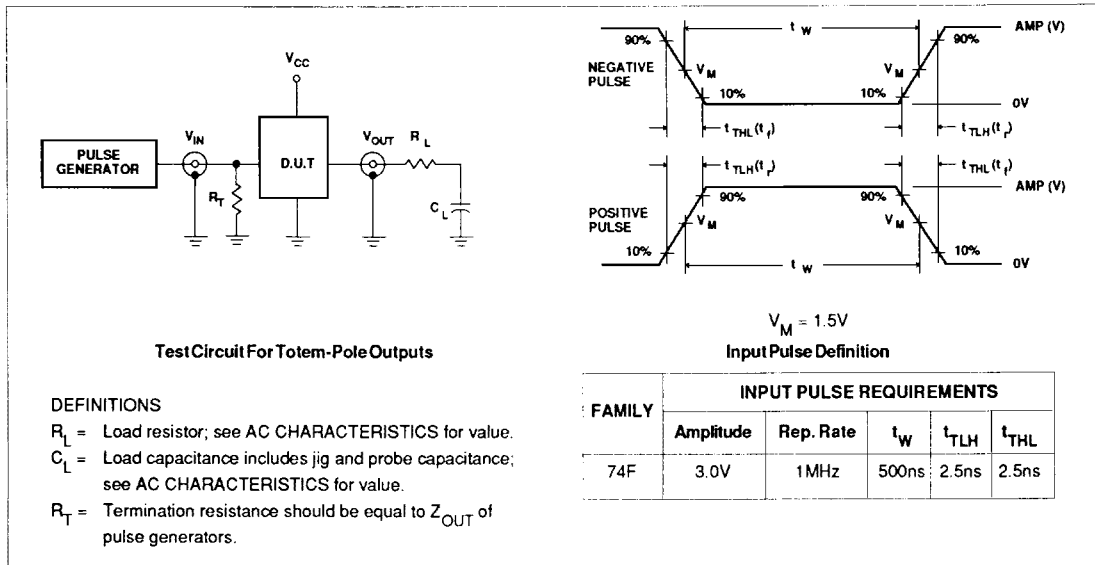 V_CC
V_IN
V_OUT
R_L
PULSE GENERATOR
D.U.T
R_T
C_L
Test Circuit For Totem-Pole Outputs
DEFINITIONS
R_L = Load resistor; see AC CHARACTERISTICS for value.
C_L = Load capacitance includes jig and probe capacitance;
see AC CHARACTERISTICS for value.
R_T = Termination resistance should be equal to Z_OUT of
pulse generators.
t_W
AMP (V)
90%
90%
NEGATIVE
PULSE
V_M
V_M
10%
10%
0V
t_THL(t_f)
t_TLH(t_r)
t_TLH(t_r)
t_THL(t_f)
AMP (V)
90%
90%
POSITIVE
PULSE
V_M
V_M
10%
10%
t_W
0V
V_M = 1.5V
Input Pulse Definition
FAMILY
INPUT PULSE REQUIREMENTS
Amplitude Rep. Rate t_W t_TLH t_THL
74F 3.0V 1MHz 500ns 2.5ns 2.5ns